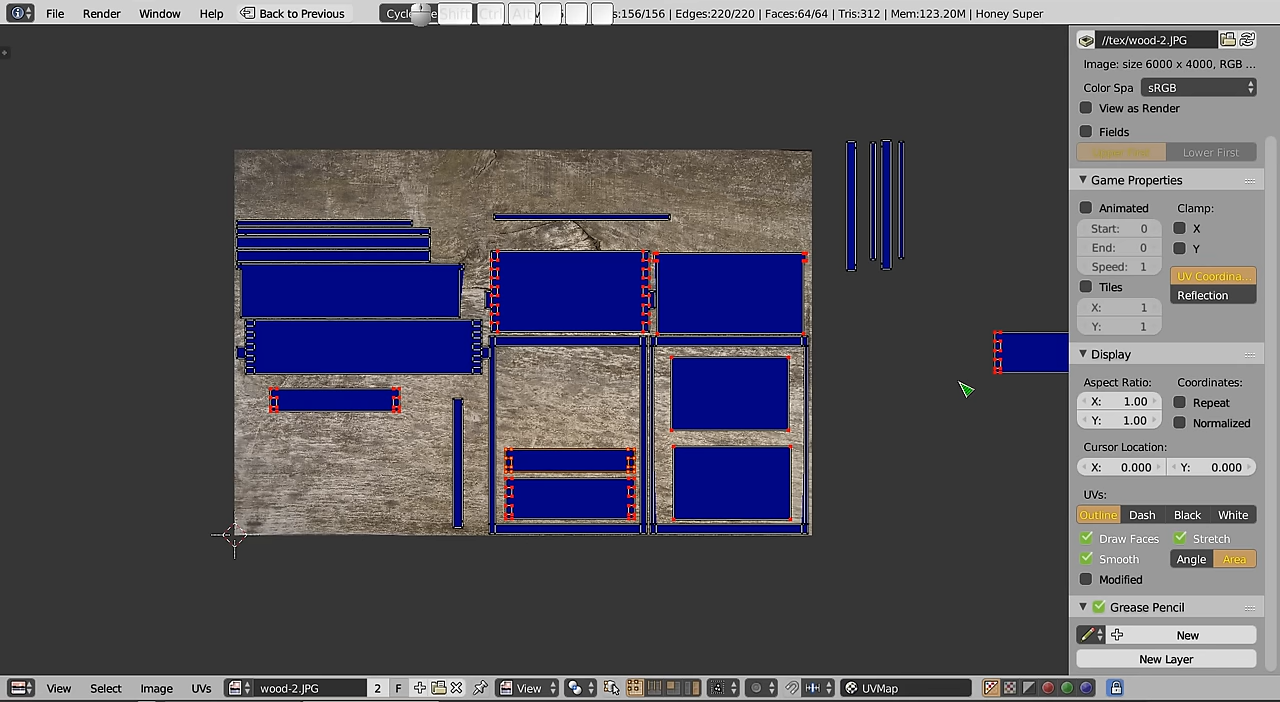 File Render Window Help Back to Previous Cycle Shift Ctrl Alt s:156/156 | Edges:220/220 | Faces:64/64 | Tris:312 | Mem:123.20M | Honey Super
//tex/wood-2.JPG
Image: size 6000 x 4000, RGB ...
Color Spa sRGB
View as Render
Fields
Upper First Lower First
Game Properties
Animated Clamp:
Start: 0 X
End: 0 Y
Speed: 1 UV Coordina...
Tiles Reflection
X: 1
Y: 1
Display
Aspect Ratio: Coordinates:
X: 1.00 Repeat
Y: 1.00 Normalized
Cursor Location:
X: 0.000 Y: 0.000
UVs:
Outline Dash Black White
Draw Faces Stretch
Smooth Angle Area
Modified
Grease Pencil
New
New Layer
View Select Image UVs wood-2.JPG 2 F View UVMap